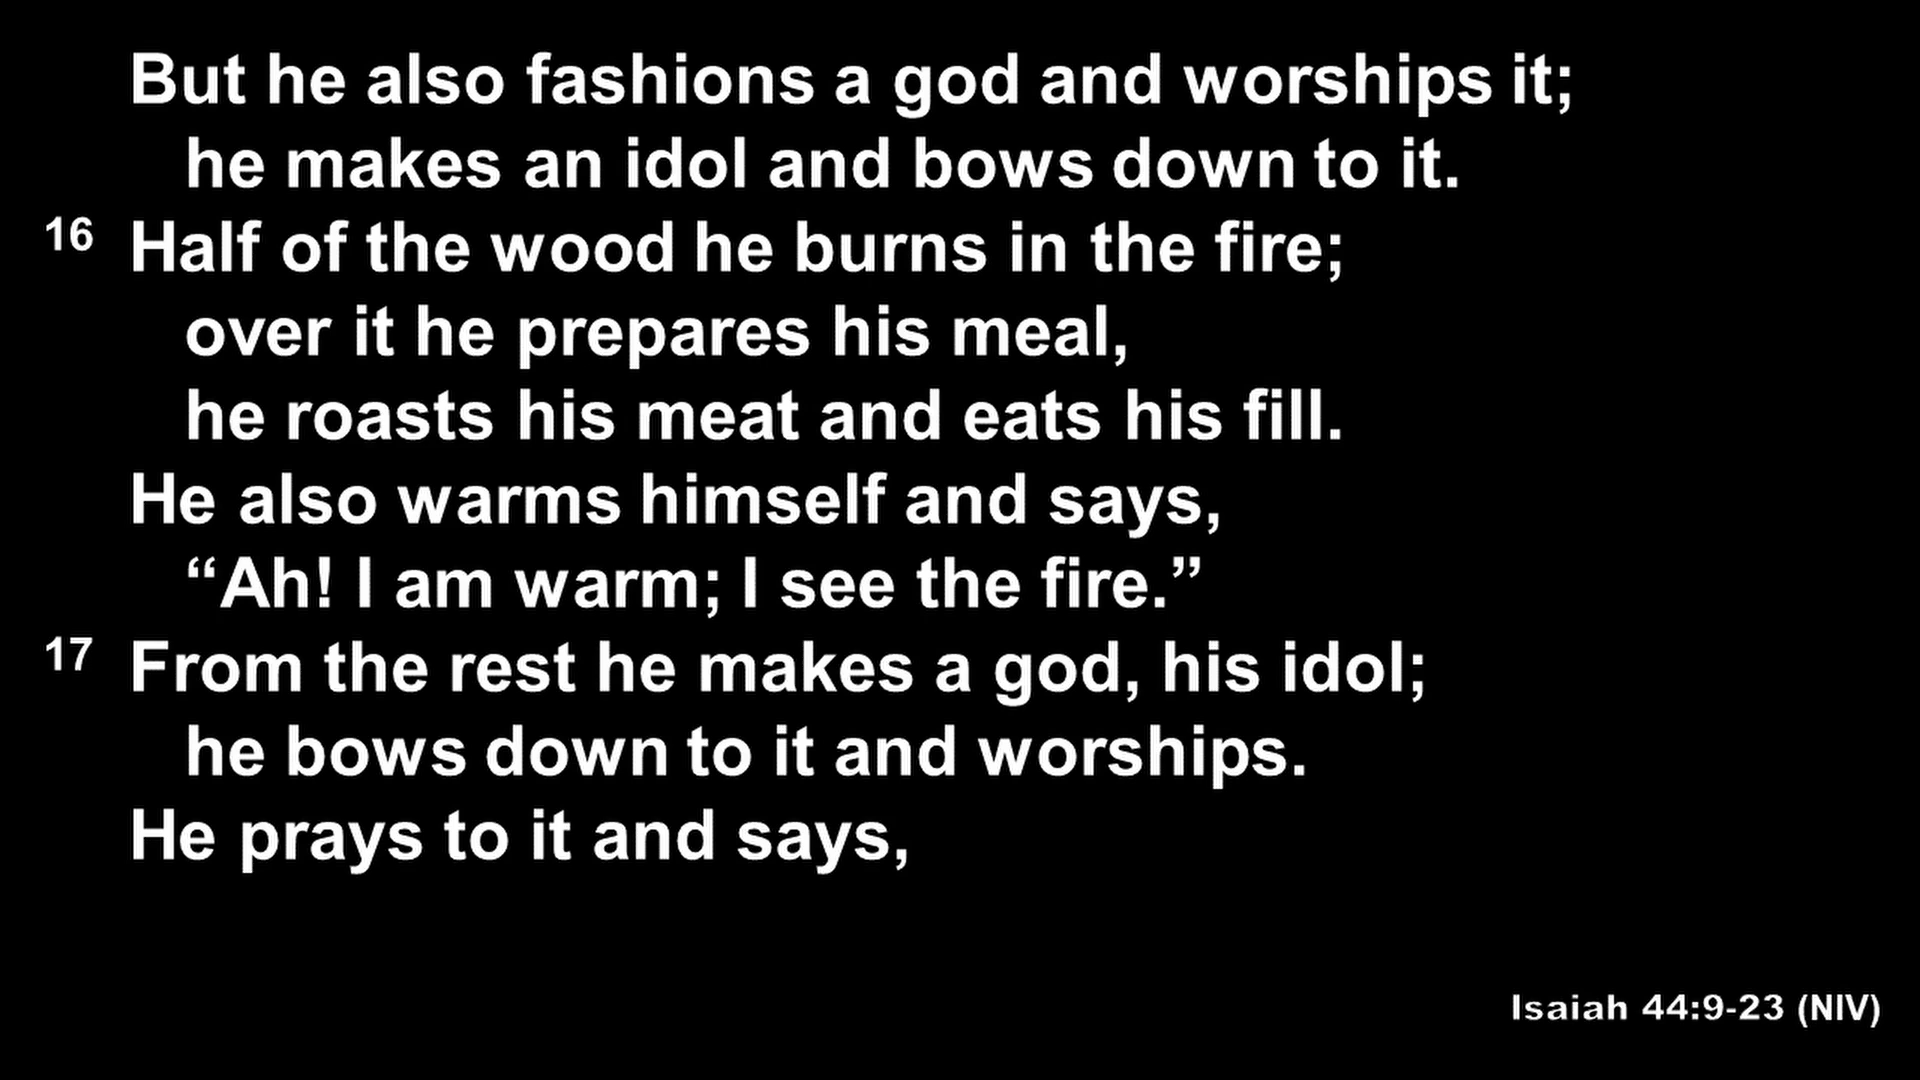 But he also fashions a god and worships it;
he makes an idol and bows down to it.
16 Half of the wood he burns in the fire;
over it he prepares his meal,
he roasts his meat and eats his fill.
He also warms himself and says,
“Ah! I am warm; I see the fire.”
17 From the rest he makes a god, his idol;
he bows down to it and worships.
He prays to it and says,
Isaiah 44:9-23 (NIV)